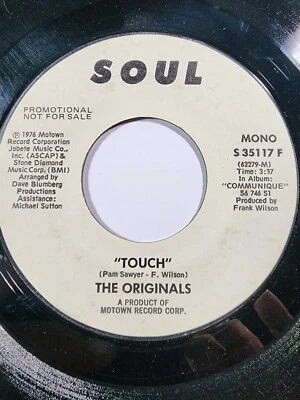 SOUL
PROMOTIONAL
NOT FOR SALE
℗ 1976 Motown
Record Corporation
Jobete Music Co.,
Inc. (ASCAP) &
Stone Diamond
Music Corp. (BMI)
Arranged by
Dave Blumberg
Productions
Assistance:
Michael Sutton
MONO
S 35117 F
(62279-M)
Time: 3:37
In Album:
"COMMUNIQUE"
S6 746 S1
Produced by
Frank Wilson
"TOUCH"
(Pam Sawyer - F. Wilson)
THE ORIGINALS
A PRODUCT OF
MOTOWN RECORD CORP.